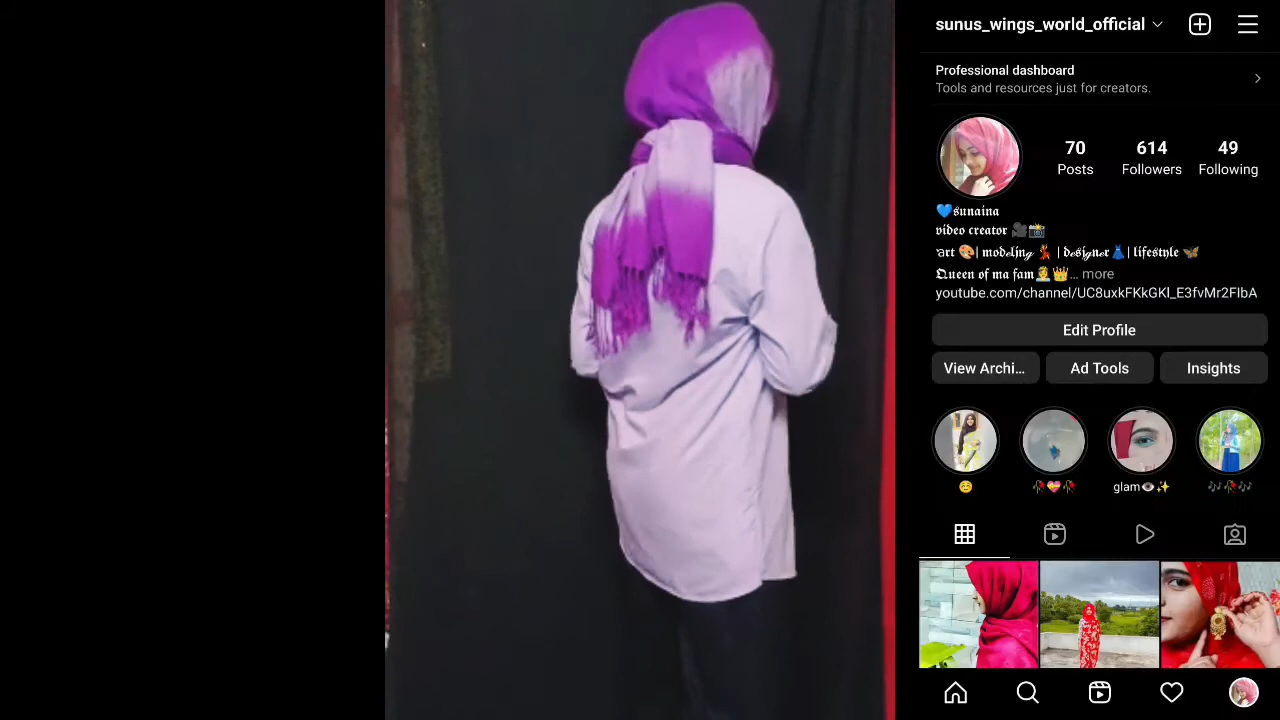 sunus_wings_world_official
Professional dashboard
Tools and resources just for creators.
70 614 49
Posts Followers Following
💙𝖘𝖚𝖓𝖆𝖎𝖓𝖆
𝖛𝖎𝖉𝖊𝖔 𝖈𝖗𝖊𝖆𝖙𝖔𝖗 🎥📸
art 🎨| modeling 💃 | designer👗| lifestyle 🦋
Queen of ma fam👸👑... more
youtube.com/channel/UC8uxkFKkGKl_E3fvMr2FIbA
Edit Profile
View Archi... Ad Tools Insights
☺️ 🥀💝🥀 glam👁️✨ 🎶🥀🎶